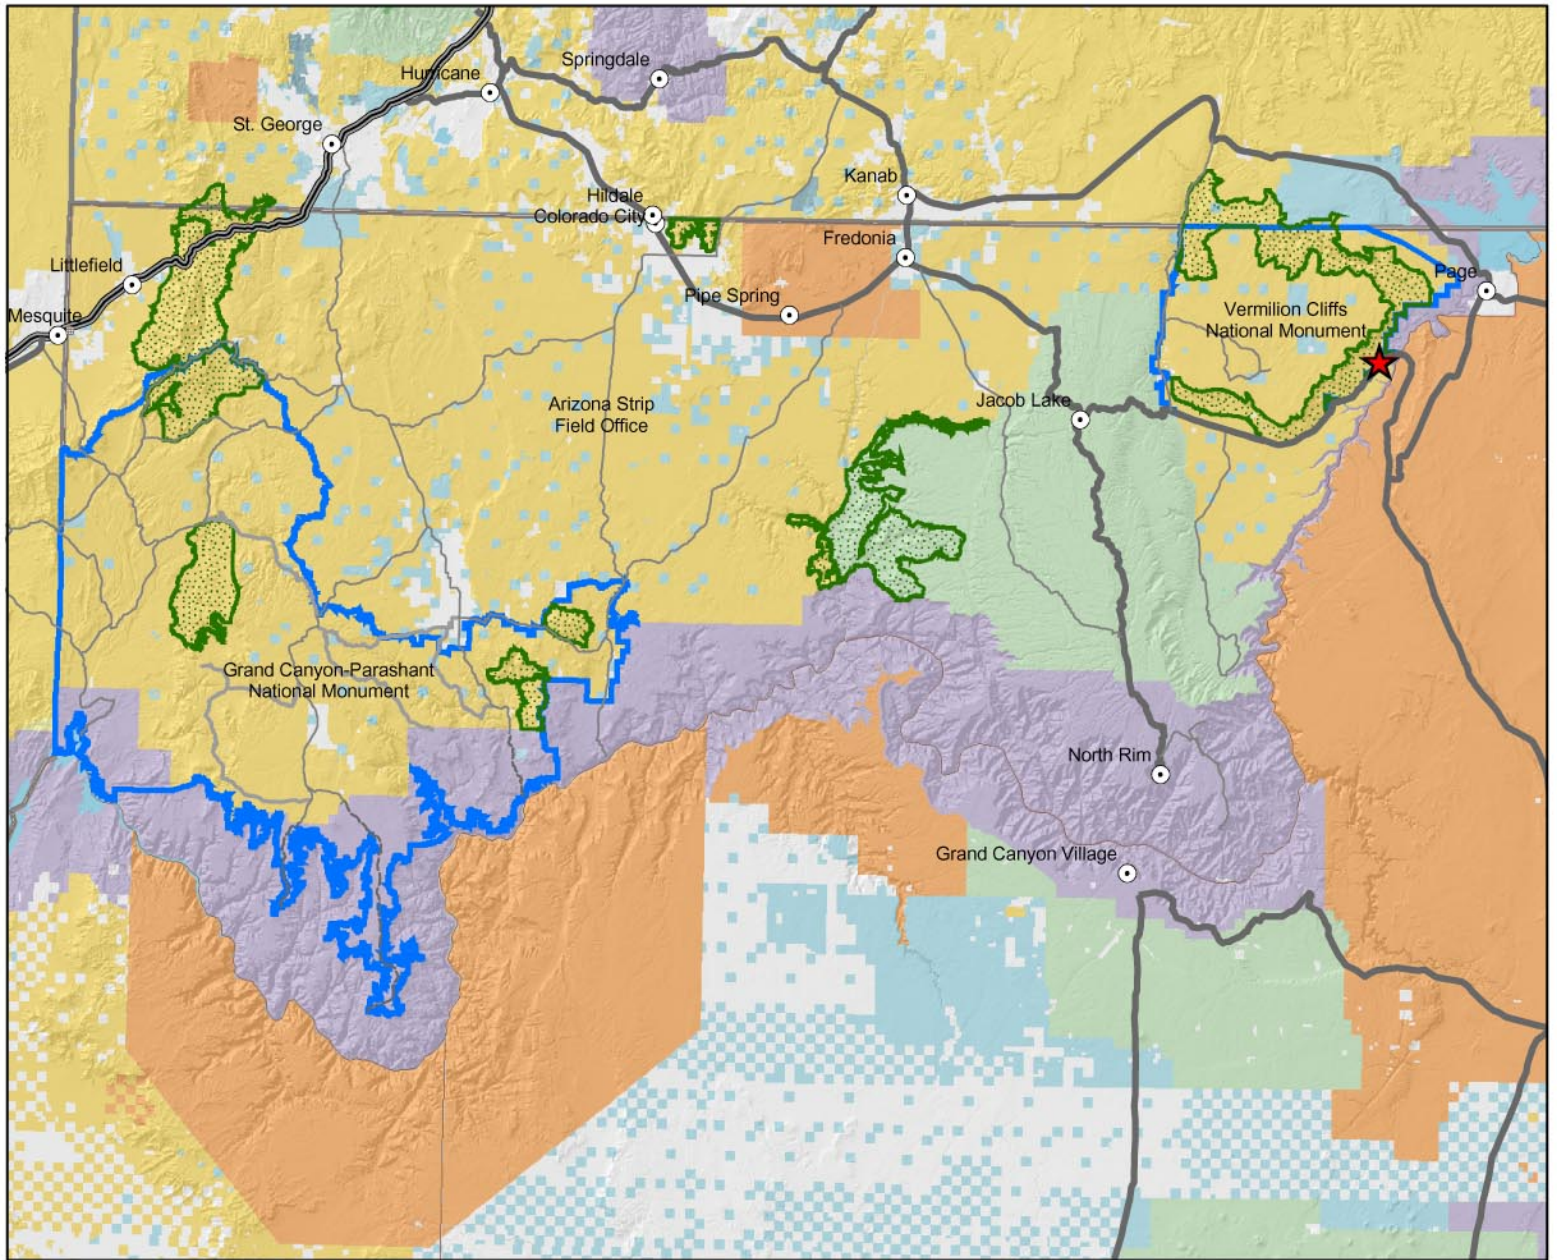 Springdale
Hurricane
St. George
Kanab
Hildale
Colorado City
Fredonia
Littlefield
Page
Pipe Spring
Mesquite
Vermilion Cliffs
National Monument
Arizona Strip
Field Office
Jacob Lake
Grand Canyon-Parashant
National Monument
North Rim
Grand Canyon Village